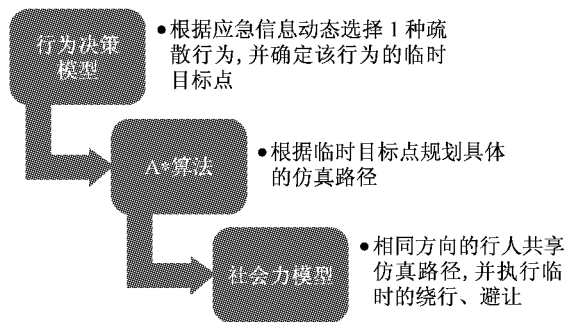 行为决策
模型
•根据应急信息动态选择1种疏
散行为,并确定该行为的临时
目标点
A*算法
•根据临时目标点规划具体
的仿真路径
社会力模型
•相同方向的行人共享
仿真路径,并执行临
时的绕行、避让